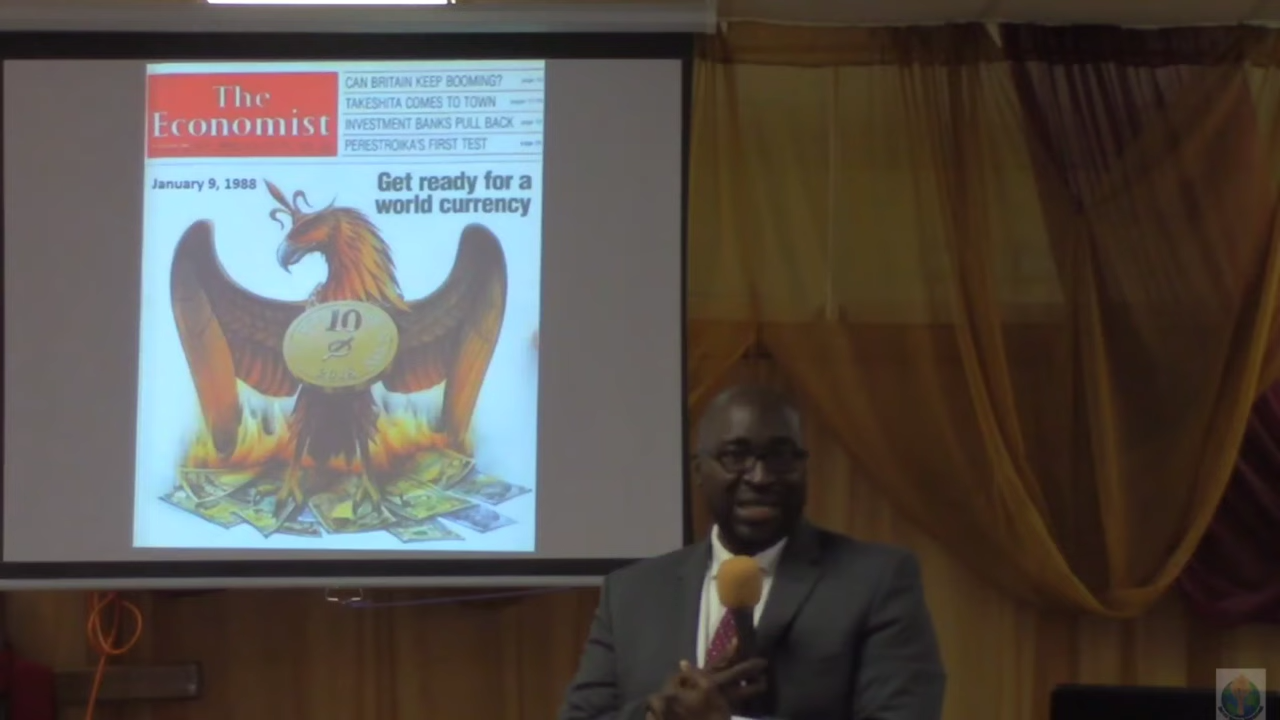 The
Economist
CAN BRITAIN KEEP BOOMING?
TAKESHITA COMES TO TOWN
INVESTMENT BANKS PULL BACK
PERESTROIKA'S FIRST TEST
January 9, 1988
Get ready for a
world currency
10